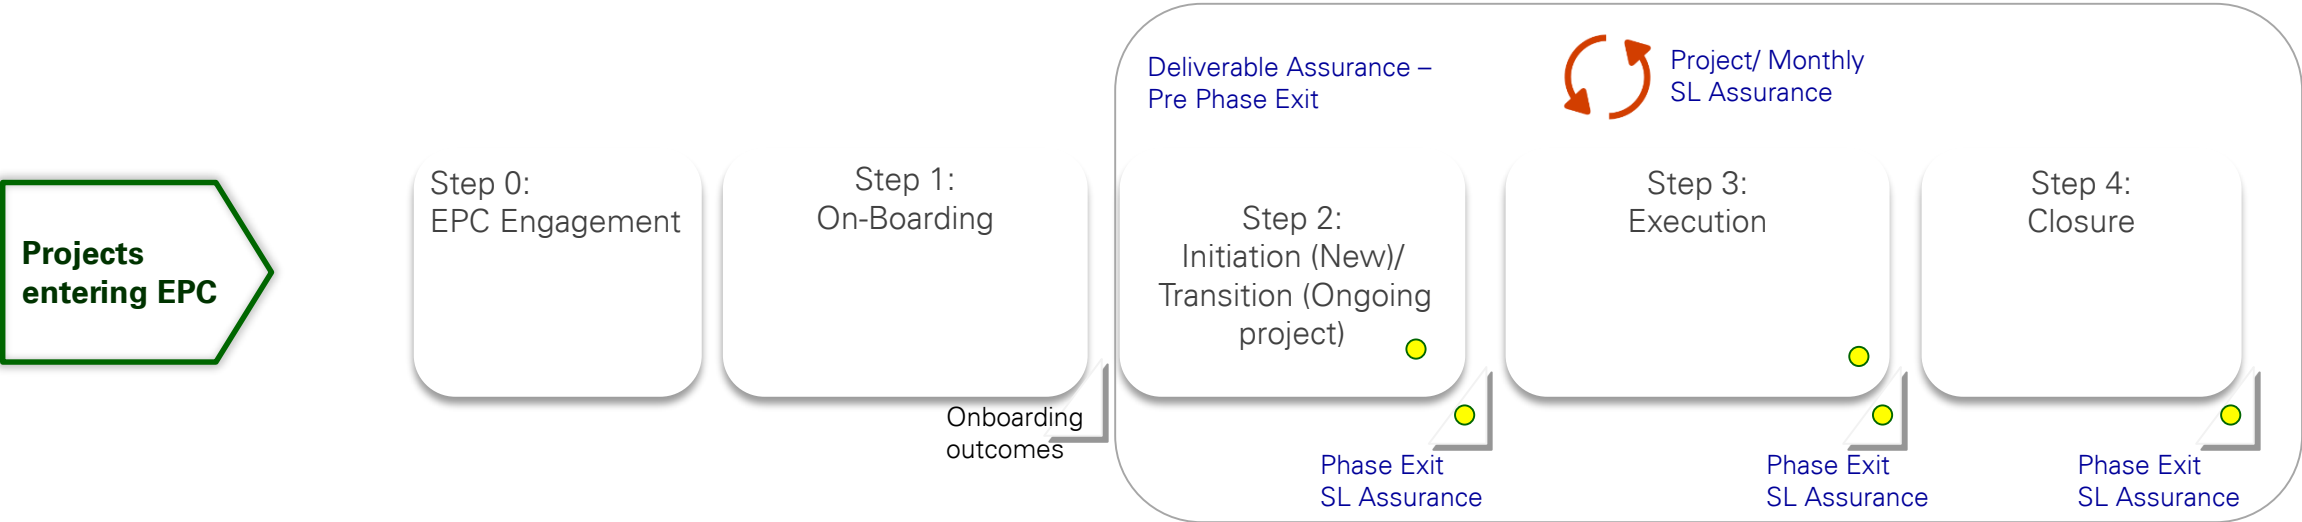 Projects
entering EPC
Step 0:
EPC Engagement
Step 1:
On-Boarding
Onboarding
outcomes
Deliverable Assurance –
Pre Phase Exit
Project/ Monthly
SL Assurance
Step 2:
Initiation (New)/
Transition (Ongoing
project)
Phase Exit
SL Assurance
Step 3:
Execution
Phase Exit
SL Assurance
Step 4:
Closure
Phase Exit
SL Assurance